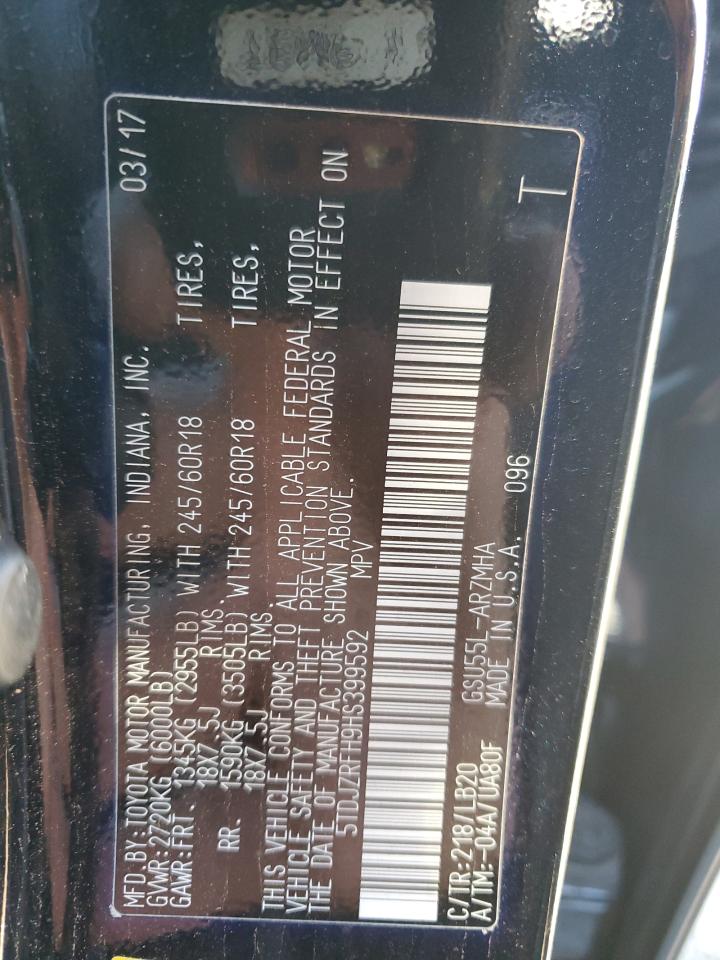 MFD.BY:TOYOTA MOTOR MANUFACTURING, INDIANA, INC. 03/17
GVWR:2720KG (6000LB)
GAWR:FRT. 1345KG (2955LB) WITH 245/60R18 TIRES,
18X7.5J RIMS
RR. 1590KG (3505LB) WITH 245/60R18 TIRES,
18X7.5J RIMS.
THIS VEHICLE CONFORMS TO ALL APPLICABLE FEDERAL MOTOR
VEHICLE SAFETY AND THEFT PREVENTION STANDARDS IN EFFECT ON
THE DATE OF MANUFACTURE SHOWN ABOVE.
5TDJZRFH9HS399592 MPV
C/TR:218/LB20 GSU55L-ARZMHA
A/TM:-04A/UA80F MADE IN U.S.A. 096 T